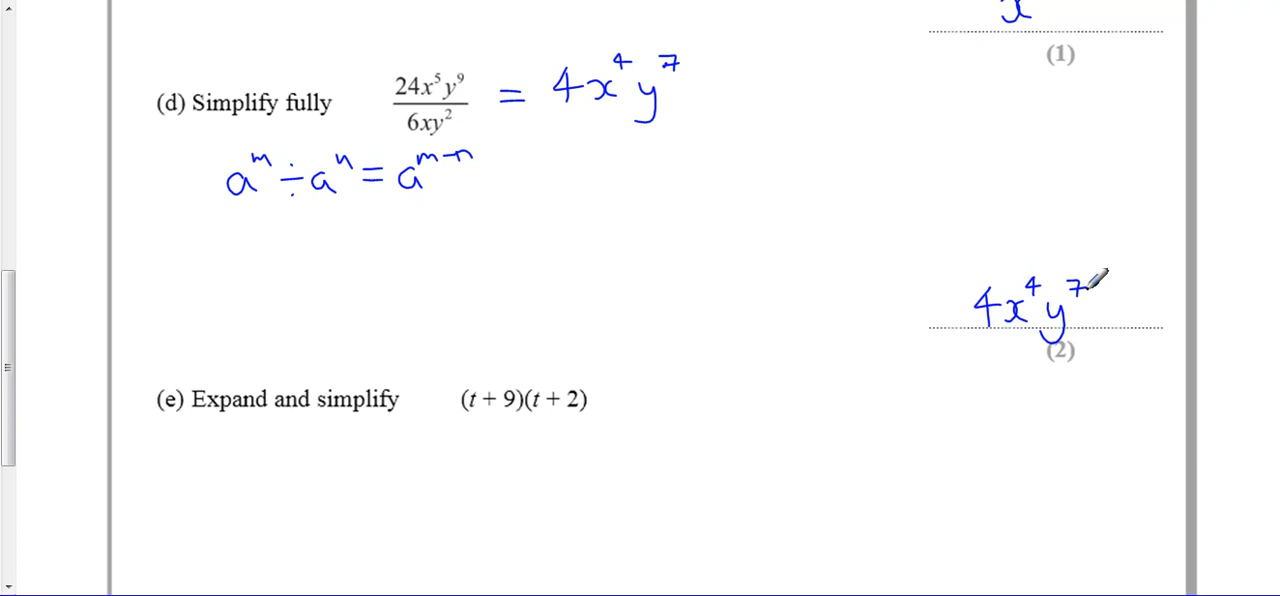 (1)
(d) Simplify fully 24x⁵y⁹ / 6xy² = 4x⁴y⁷
aᵐ ÷ aⁿ = aᵐ⁻ⁿ
4x⁴y⁷
(2)
(e) Expand and simplify (t + 9)(t + 2)